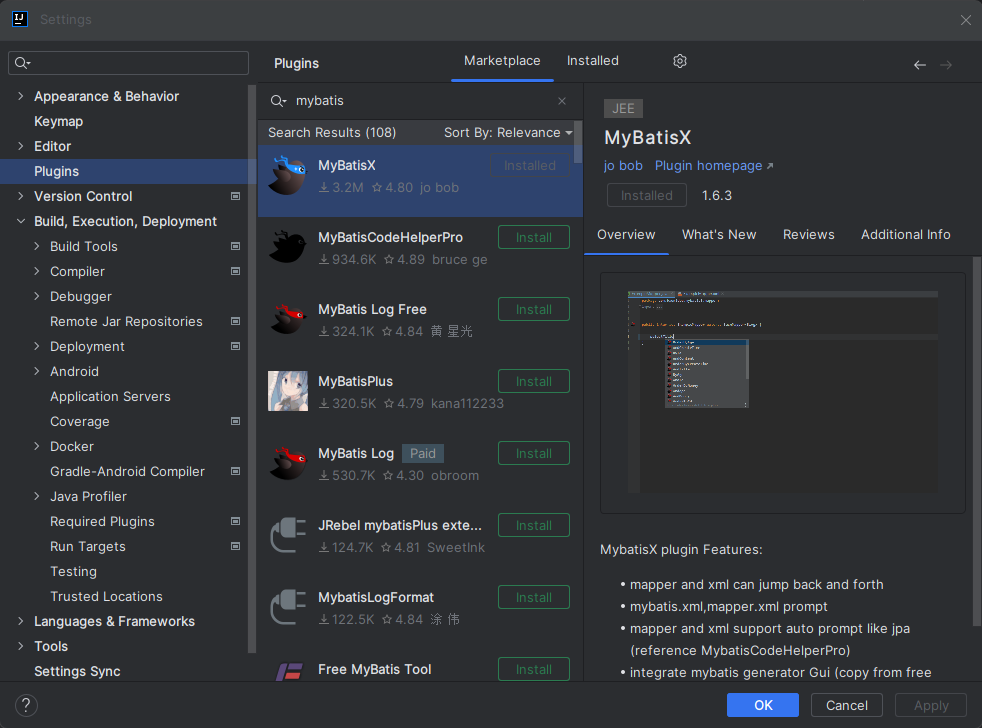 IJ
Settings
Plugins
Marketplace
Installed
Appearance & Behavior
Keymap
Editor
Plugins
Version Control
Build, Execution, Deployment
Build Tools
Compiler
Debugger
Remote Jar Repositories
Deployment
Android
Application Servers
Coverage
Docker
Gradle-Android Compiler
Java Profiler
Required Plugins
Run Targets
Testing
Trusted Locations
Languages & Frameworks
Tools
Settings Sync
mybatis
Search Results (108)
Sort By: Relevance
MyBatisX
Installed
3.2M 4.80 jo bob
MyBatisCodeHelperPro
Install
934.6K 4.89 bruce ge
MyBatis Log Free
Install
324.1K 4.84 黄 星光
MyBatisPlus
Install
320.5K 4.79 kana112233
MyBatis Log Paid
Install
530.7K 4.30 obroom
JRebel mybatisPlus exte...
Install
124.7K 4.81 SweetInk
MybatisLogFormat
Install
122.5K 4.84 涂 伟
Free MyBatis Tool
Install
JEE
MyBatisX
jo bob Plugin homepage
Installed 1.6.3
Overview
What's New
Reviews
Additional Info
MybatisX plugin Features:
• mapper and xml can jump back and forth
• mybatis.xml,mapper.xml prompt
• mapper and xml support auto prompt like jpa
(reference MybatisCodeHelperPro)
• integrate mybatis generator Gui (copy from free
?
OK
Cancel
Apply